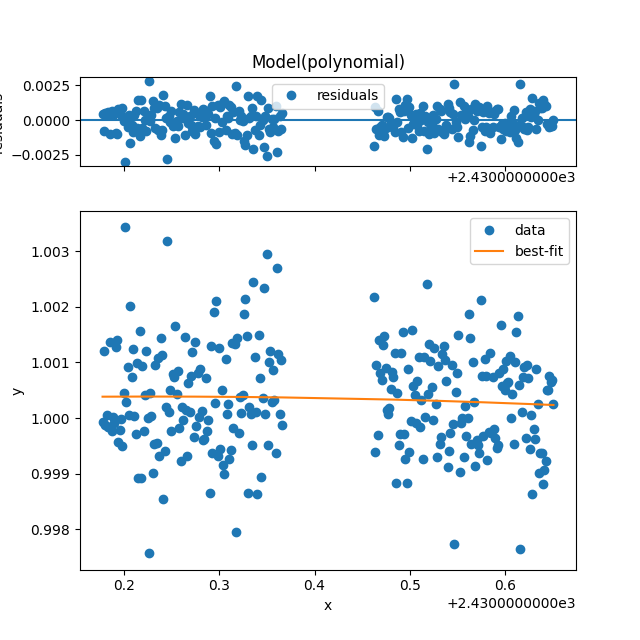 Model(polynomial)
0.0025
0.0000
−0.0025
residuals
residuals
+2.4300000000e3
1.003
1.002
1.001
1.000
0.999
0.998
y
data
best-fit
0.2 0.3 0.4 0.5 0.6
x
+2.4300000000e3